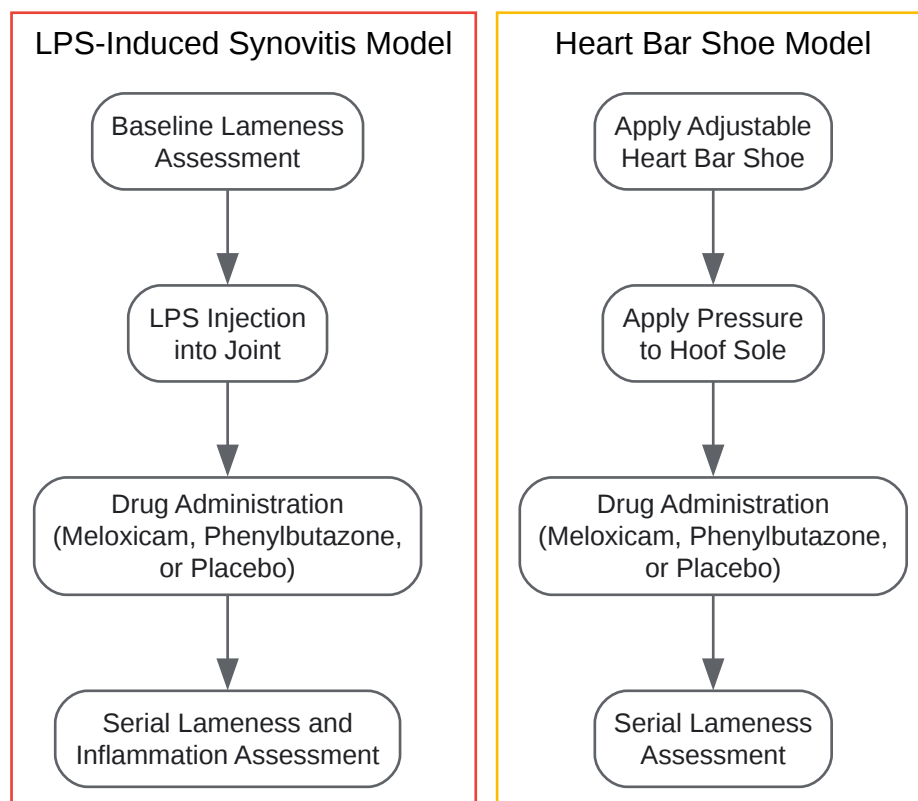 LPS-Induced Synovitis Model
Baseline Lameness
Assessment
LPS Injection
into Joint
Drug Administration
(Meloxicam, Phenylbutazone,
or Placebo)
Serial Lameness and
Inflammation Assessment
Heart Bar Shoe Model
Apply Adjustable
Heart Bar Shoe
Apply Pressure
to Hoof Sole
Drug Administration
(Meloxicam, Phenylbutazone,
or Placebo)
Serial Lameness
Assessment